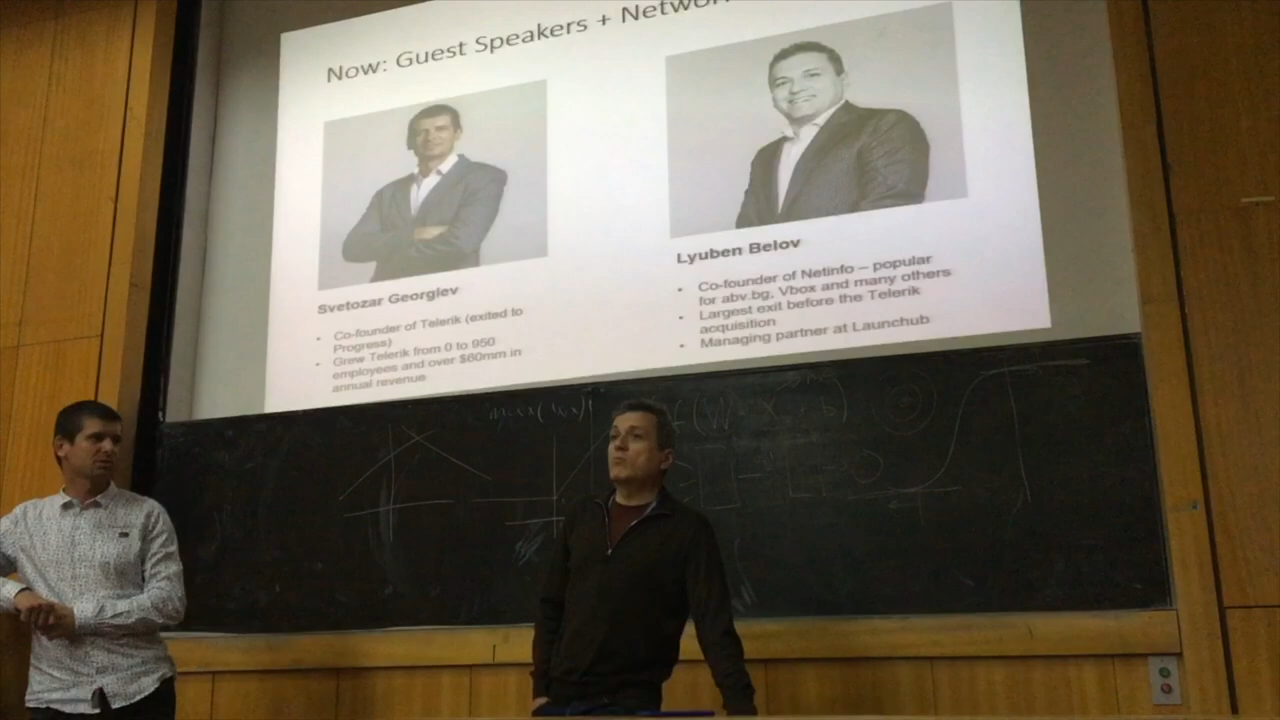 Now: Guest Speakers +
Svetozar Georgiev
• Co-founder of Telerik (exited to
Progress)
• Grew Telerik from 0 to 950
employees and over $60mm in
annual revenue
Lyuben Belov
• Co-founder of Netinfo – popular
for abv.bg, Vbox and many others
• Largest exit before the Telerik
acquisition
• Managing partner at Launchub